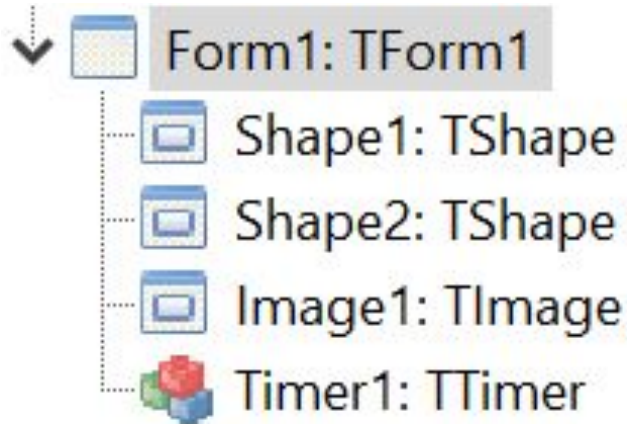 Form1: TForm1
Shape1: TShape
Shape2: TShape
Image1: TImage
Timer1: TTimer